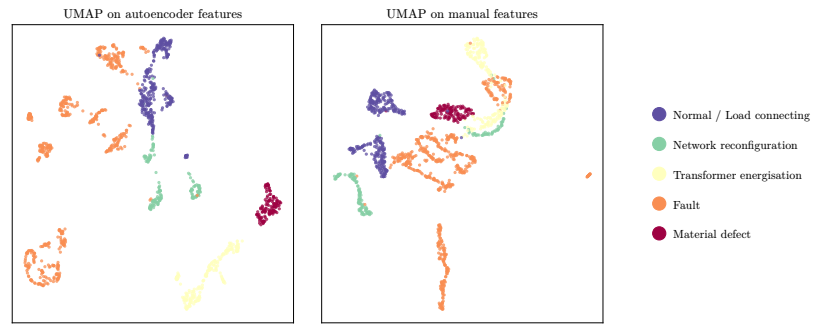 UMAP on autoencoder features
UMAP on manual features
Normal / Load connecting
Network reconfiguration
Transformer energisation
Fault
Material defect